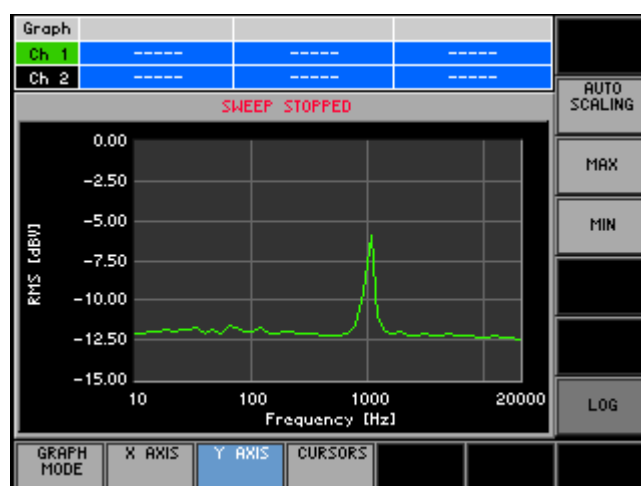 Graph
Ch 1 ----- ----- -----
Ch 2 ----- ----- -----
SWEEP STOPPED
AUTO
SCALING
MAX
MIN
LOG
RMS [dBV]
0.00
-2.50
-5.00
-7.50
-10.00
-12.50
-15.00
10 100 1000 20000
Frequency [Hz]
GRAPH
MODE
X AXIS
Y AXIS
CURSORS